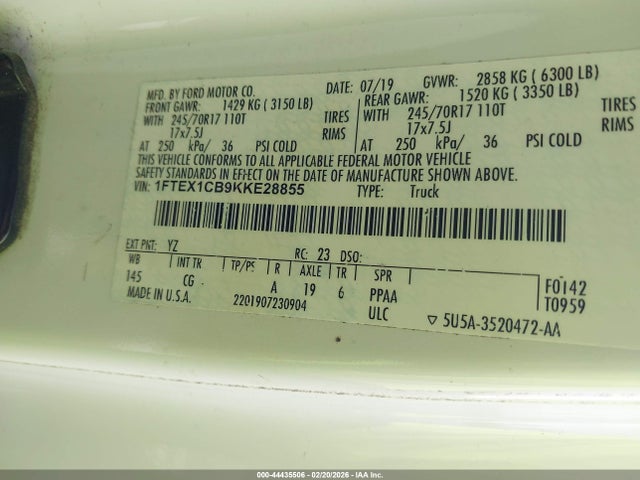 MFD. BY FORD MOTOR CO. DATE: 07/19 GVWR: 2858 KG ( 6300 LB)
FRONT GAWR: 1429 KG ( 3150 LB) REAR GAWR: 1520 KG ( 3350 LB)
WITH 245/70R17 110T TIRES WITH 245/70R17 110T TIRES
17x7.5J RIMS 17x7.5J RIMS
AT 250 kPa/ 36 PSI COLD AT 250 kPa/ 36 PSI COLD
THIS VEHICLE CONFORMS TO ALL APPLICABLE FEDERAL MOTOR VEHICLE
SAFETY STANDARDS IN EFFECT ON THE DATE OF MANUFACTURE SHOWN ABOVE.
VIN: 1FTEX1CB9KKE28855 TYPE: Truck
EXT PNT: YZ RC: 23 DSO:
WB INT TR TP/PS R AXLE TR SPR F0142
145 CG A 19 6 PPAA T0959
MADE IN U.S.A. 2201907230904 ULC ▽ 5U5A-3520472-AA
000-44435506 - 02/20/2026 - IAA Inc.